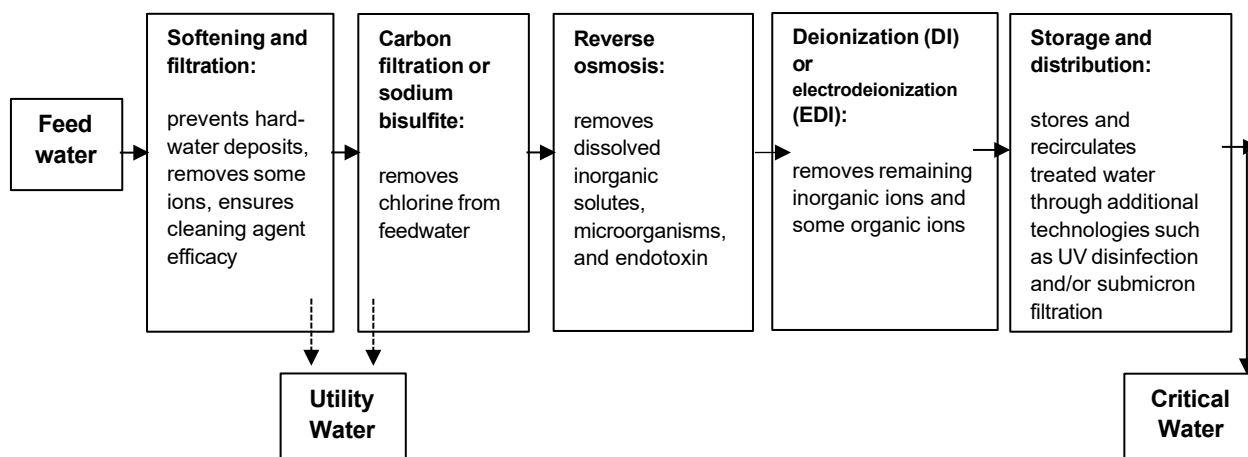 Feed
water
Softening and
filtration:
prevents hard-
water deposits,
removes some
ions, ensures
cleaning agent
efficacy
Carbon
filtration or
sodium
bisulfite:
removes
chlorine from
feedwater
Reverse
osmosis:
removes
dissolved
inorganic
solutes,
microorganisms,
and endotoxin
Deionization (DI)
or
electrodeionization
(EDI):
removes remaining
inorganic ions and
some organic ions
Storage and
distribution:
stores and
recirculates
treated water
through additional
technologies such
as UV disinfection
and/or submicron
filtration
Utility
Water
Critical
Water